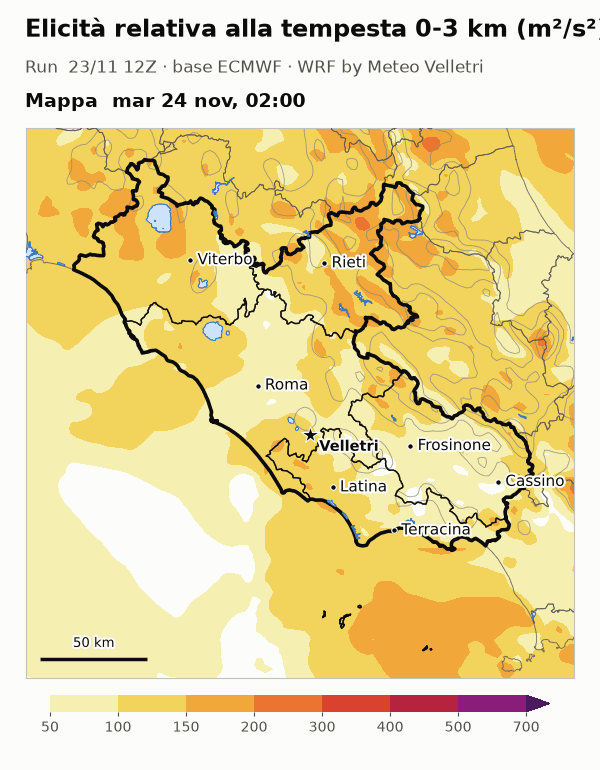 Elicità relativa alla tempesta 0-3 km (m²/s²)
Run 23/11 12Z · base ECMWF · WRF by Meteo Velletri
Mappa mar 24 nov, 02:00
Viterbo
Rieti
Roma
Velletri
Frosinone
Cassino
Latina
Terracina
50 km
50 100 150 200 300 400 500 700